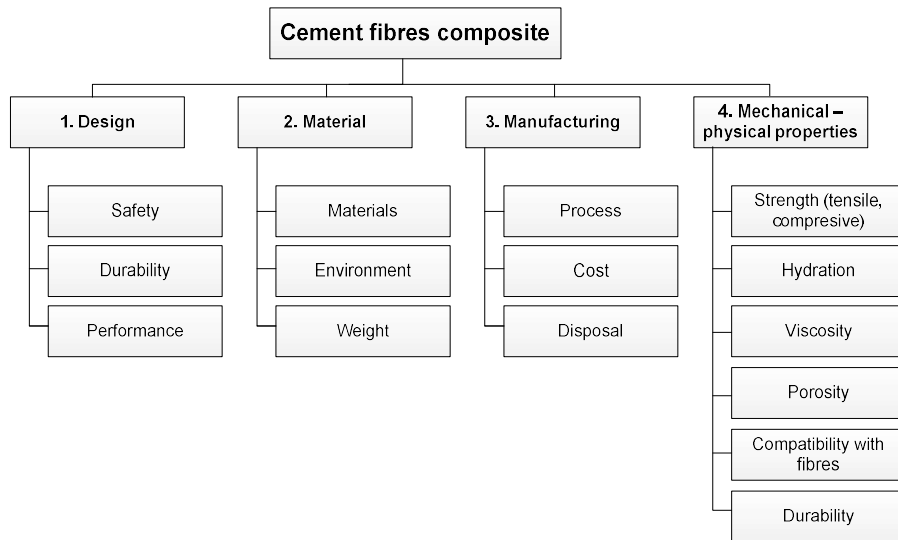 Cement fibres composite
1. Design
2. Material
3. Manufacturing
4. Mechanical –
physical properties
Safety
Durability
Performance
Materials
Environment
Weight
Process
Cost
Disposal
Strength (tensile,
compresive)
Hydration
Viscosity
Porosity
Compatibility with
fibres
Durability